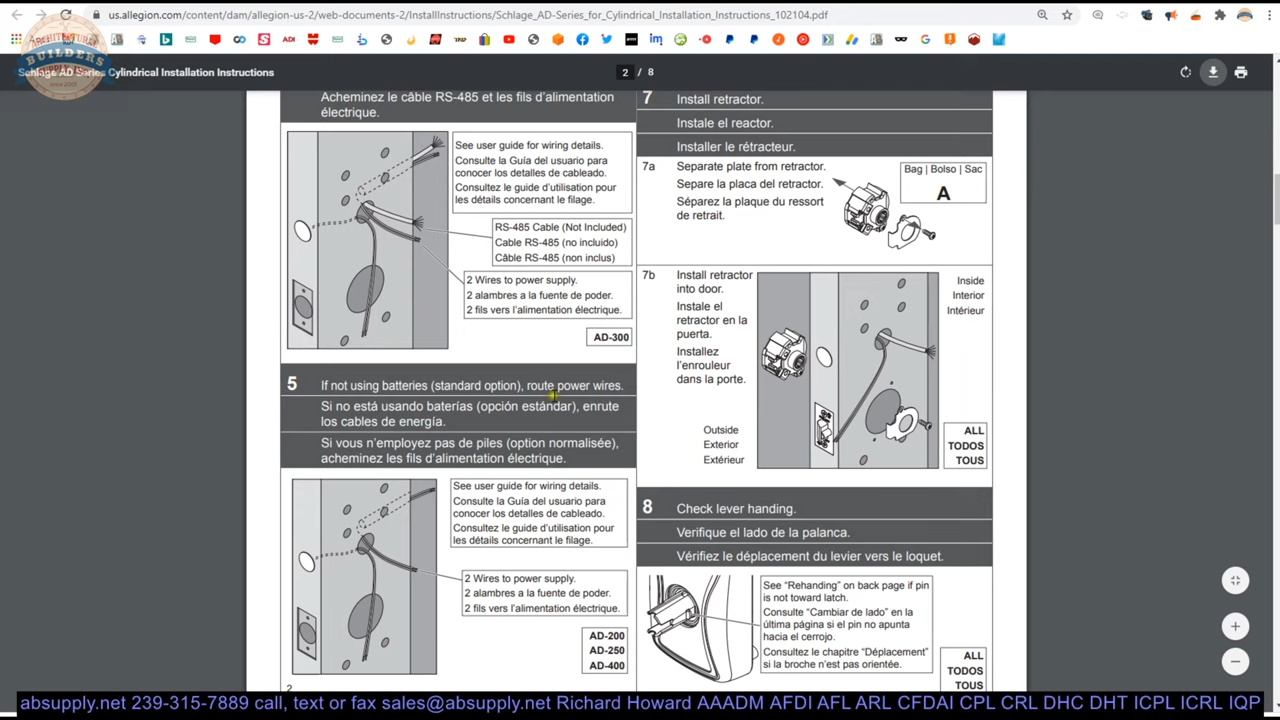 us.allegion.com/content/dam/allegion-us-2/web-documents-2/InstallInstructions/Schlage_AD-Series_for_Cylindrical_Installation_Instructions_102104.pdf
ADI
ARCHITECTURAL
BUILDERS
Schlage AD Series Cylindrical Installation Instructions
2 / 8
Acheminez le câble RS-485 et les fils d'alimentation
électrique.
See user guide for wiring details.
Consulte la Guía del usuario para
conocer los detalles de cableado.
Consultez le guide d'utilisation pour
les détails concernant le filage.
RS-485 Cable (Not Included)
Cable RS-485 (no incluido)
Câble RS-485 (non inclus)
2 Wires to power supply.
2 alambres a la fuente de poder.
2 fils vers l'alimentation électrique.
AD-300
5 If not using batteries (standard option), route power wires.
Si no está usando baterías (opción estándar), enrute
los cables de energía.
Si vous n'employez pas de piles (option normalisée),
acheminez les fils d'alimentation électrique.
See user guide for wiring details.
Consulte la Guía del usuario para
conocer los detalles de cableado.
Consultez le guide d'utilisation pour
les détails concernant le filage.
2 Wires to power supply.
2 alambres a la fuente de poder.
2 fils vers l'alimentation électrique.
AD-200
AD-250
AD-400
2
7 Install retractor.
Instale el reactor.
Installer le rétracteur.
7a Separate plate from retractor.
Separe la placa del retractor.
Séparez la plaque du ressort
de retrait.
Bag | Bolso | Sac
A
7b Install retractor
into door.
Instale el
retractor en la
puerta.
Installez
l'enrouleur
dans la porte.
Inside
Interior
Intérieur
Outside
Exterior
Extérieur
ALL
TODOS
TOUS
8 Check lever handing.
Verifique el lado de la palanca.
Vérifiez le déplacement du levier vers le loquet.
See "Rehanding" on back page if pin
is not toward latch.
Consulte "Cambiar de lado" en la
última página si el pin no apunta
hacia el cerrojo.
Consultez le chapitre "Déplacement"
si la broche n'est pas orientée.
ALL
TODOS
TOUS
absupply.net 239-315-7889 call, text or fax sales@absupply.net Richard Howard AAADM AFDI AFL ARL CFDAI CPL CRL DHC DHT ICPL ICRL IQP